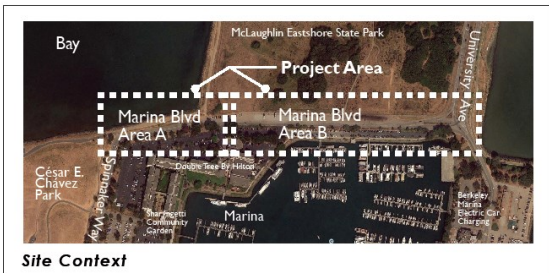 McLaughlin Eastshore State Park
Bay
University Ave
Project Area
Marina Blvd
Area A
Marina Blvd
Area B
César E.
Chávez
Park
Spinnaker Way
Double Tree By Hilton
Shorogetti
Community
Garden
Marina
Berkeley
Marina
Electric Car
Charging
Site Context